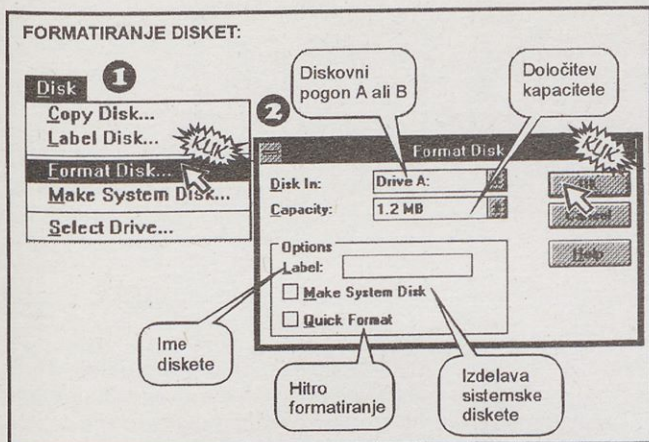 FORMATIRANJE DISKET:
1
Disk
Copy Disk...
Label Disk...
KLIK
Format Disk...
Make System Disk...
Select Drive...
2
Diskovni
pogon A ali B
Določitev
kapacitete
Format Disk
KLIK
Disk In:
Drive A:
Capacity:
1.2 MB
Cancel
Help
Options
Label:
Make System Disk
Quick Format
Ime
diskete
Hitro
formatiranje
Izdelava
sistemske
diskete